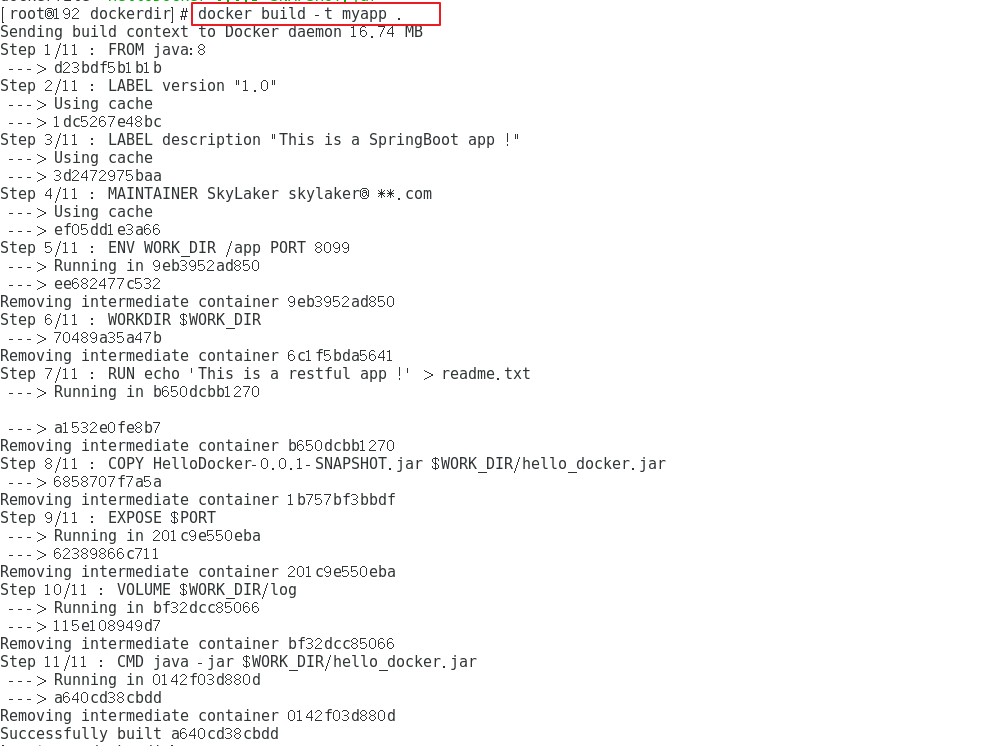 [root@192 dockerdir]# docker build -t myapp .
Sending build context to Docker daemon 16.74 MB
Step 1/11 : FROM java:8
 ---> d23bdf5b1b1b
Step 2/11 : LABEL version "1.0"
 ---> Using cache
 ---> 1dc5267e48bc
Step 3/11 : LABEL description "This is a SpringBoot app !"
 ---> Using cache
 ---> 3d2472975baa
Step 4/11 : MAINTAINER SkyLaker skylaker@**.com
 ---> Using cache
 ---> ef05dd1e3a66
Step 5/11 : ENV WORK_DIR /app PORT 8099
 ---> Running in 9eb3952ad850
 ---> ee682477c532
Removing intermediate container 9eb3952ad850
Step 6/11 : WORKDIR $WORK_DIR
 ---> 70489a35a47b
Removing intermediate container 6c1f5bda5641
Step 7/11 : RUN echo 'This is a restful app !' > readme.txt
 ---> Running in b650dcbb1270
 ---> a1532e0fe8b7
Removing intermediate container b650dcbb1270
Step 8/11 : COPY HelloDocker-0.0.1-SNAPSHOT.jar $WORK_DIR/hello_docker.jar
 ---> 6858707f7a5a
Removing intermediate container 1b757bf3bbdf
Step 9/11 : EXPOSE $PORT
 ---> Running in 201c9e550eba
 ---> 62389866c711
Removing intermediate container 201c9e550eba
Step 10/11 : VOLUME $WORK_DIR/log
 ---> Running in bf32dcc85066
 ---> 115e108949d7
Removing intermediate container bf32dcc85066
Step 11/11 : CMD java -jar $WORK_DIR/hello_docker.jar
 ---> Running in 0142f03d880d
 ---> a640cd38cbdd
Removing intermediate container 0142f03d880d
Successfully built a640cd38cbdd